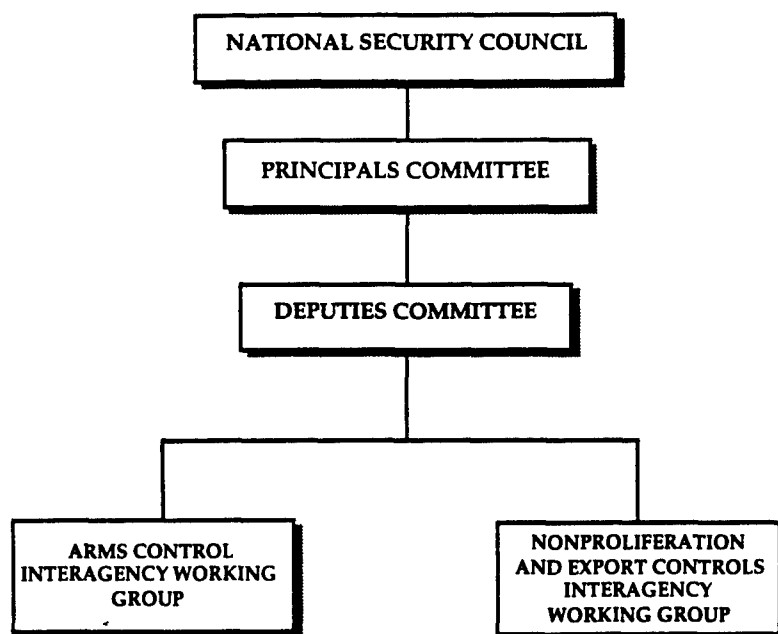 NATIONAL SECURITY COUNCIL
PRINCIPALS COMMITTEE
DEPUTIES COMMITTEE
ARMS CONTROL
INTERAGENCY WORKING
GROUP
NONPROLIFERATION
AND EXPORT CONTROLS
INTERAGENCY
WORKING GROUP